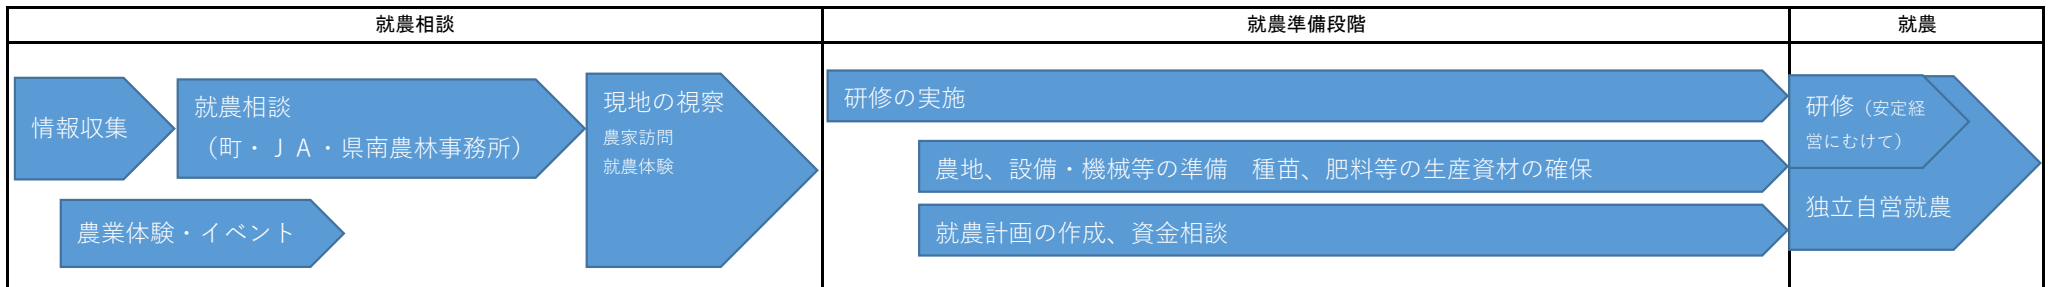 就農相談
就農準備段階
就農
情報収集
就農相談
（町・ＪＡ・県南農林事務所）
農業体験・イベント
現地の視察
農家訪問
就農体験
研修の実施
農地、設備・機械等の準備　種苗、肥料等の生産資材の確保
就農計画の作成、資金相談
研修（安定経
営にむけて）
独立自営就農